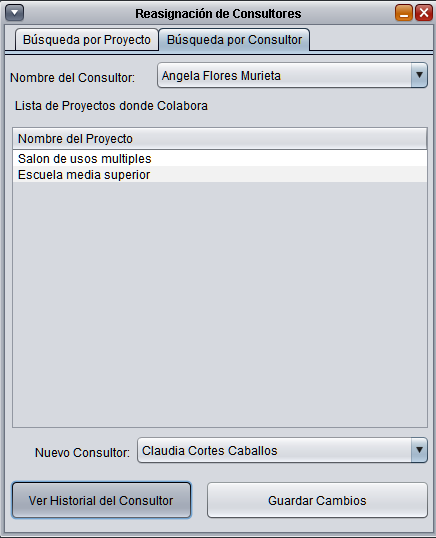 Reasignación de Consultores
Búsqueda por Proyecto Búsqueda por Consultor
Nombre del Consultor: Angela Flores Murieta
Lista de Proyectos donde Colabora
Nombre del Proyecto
Salon de usos multiples
Escuela media superior
Nuevo Consultor: Claudia Cortes Caballos
Ver Historial del Consultor Guardar Cambios